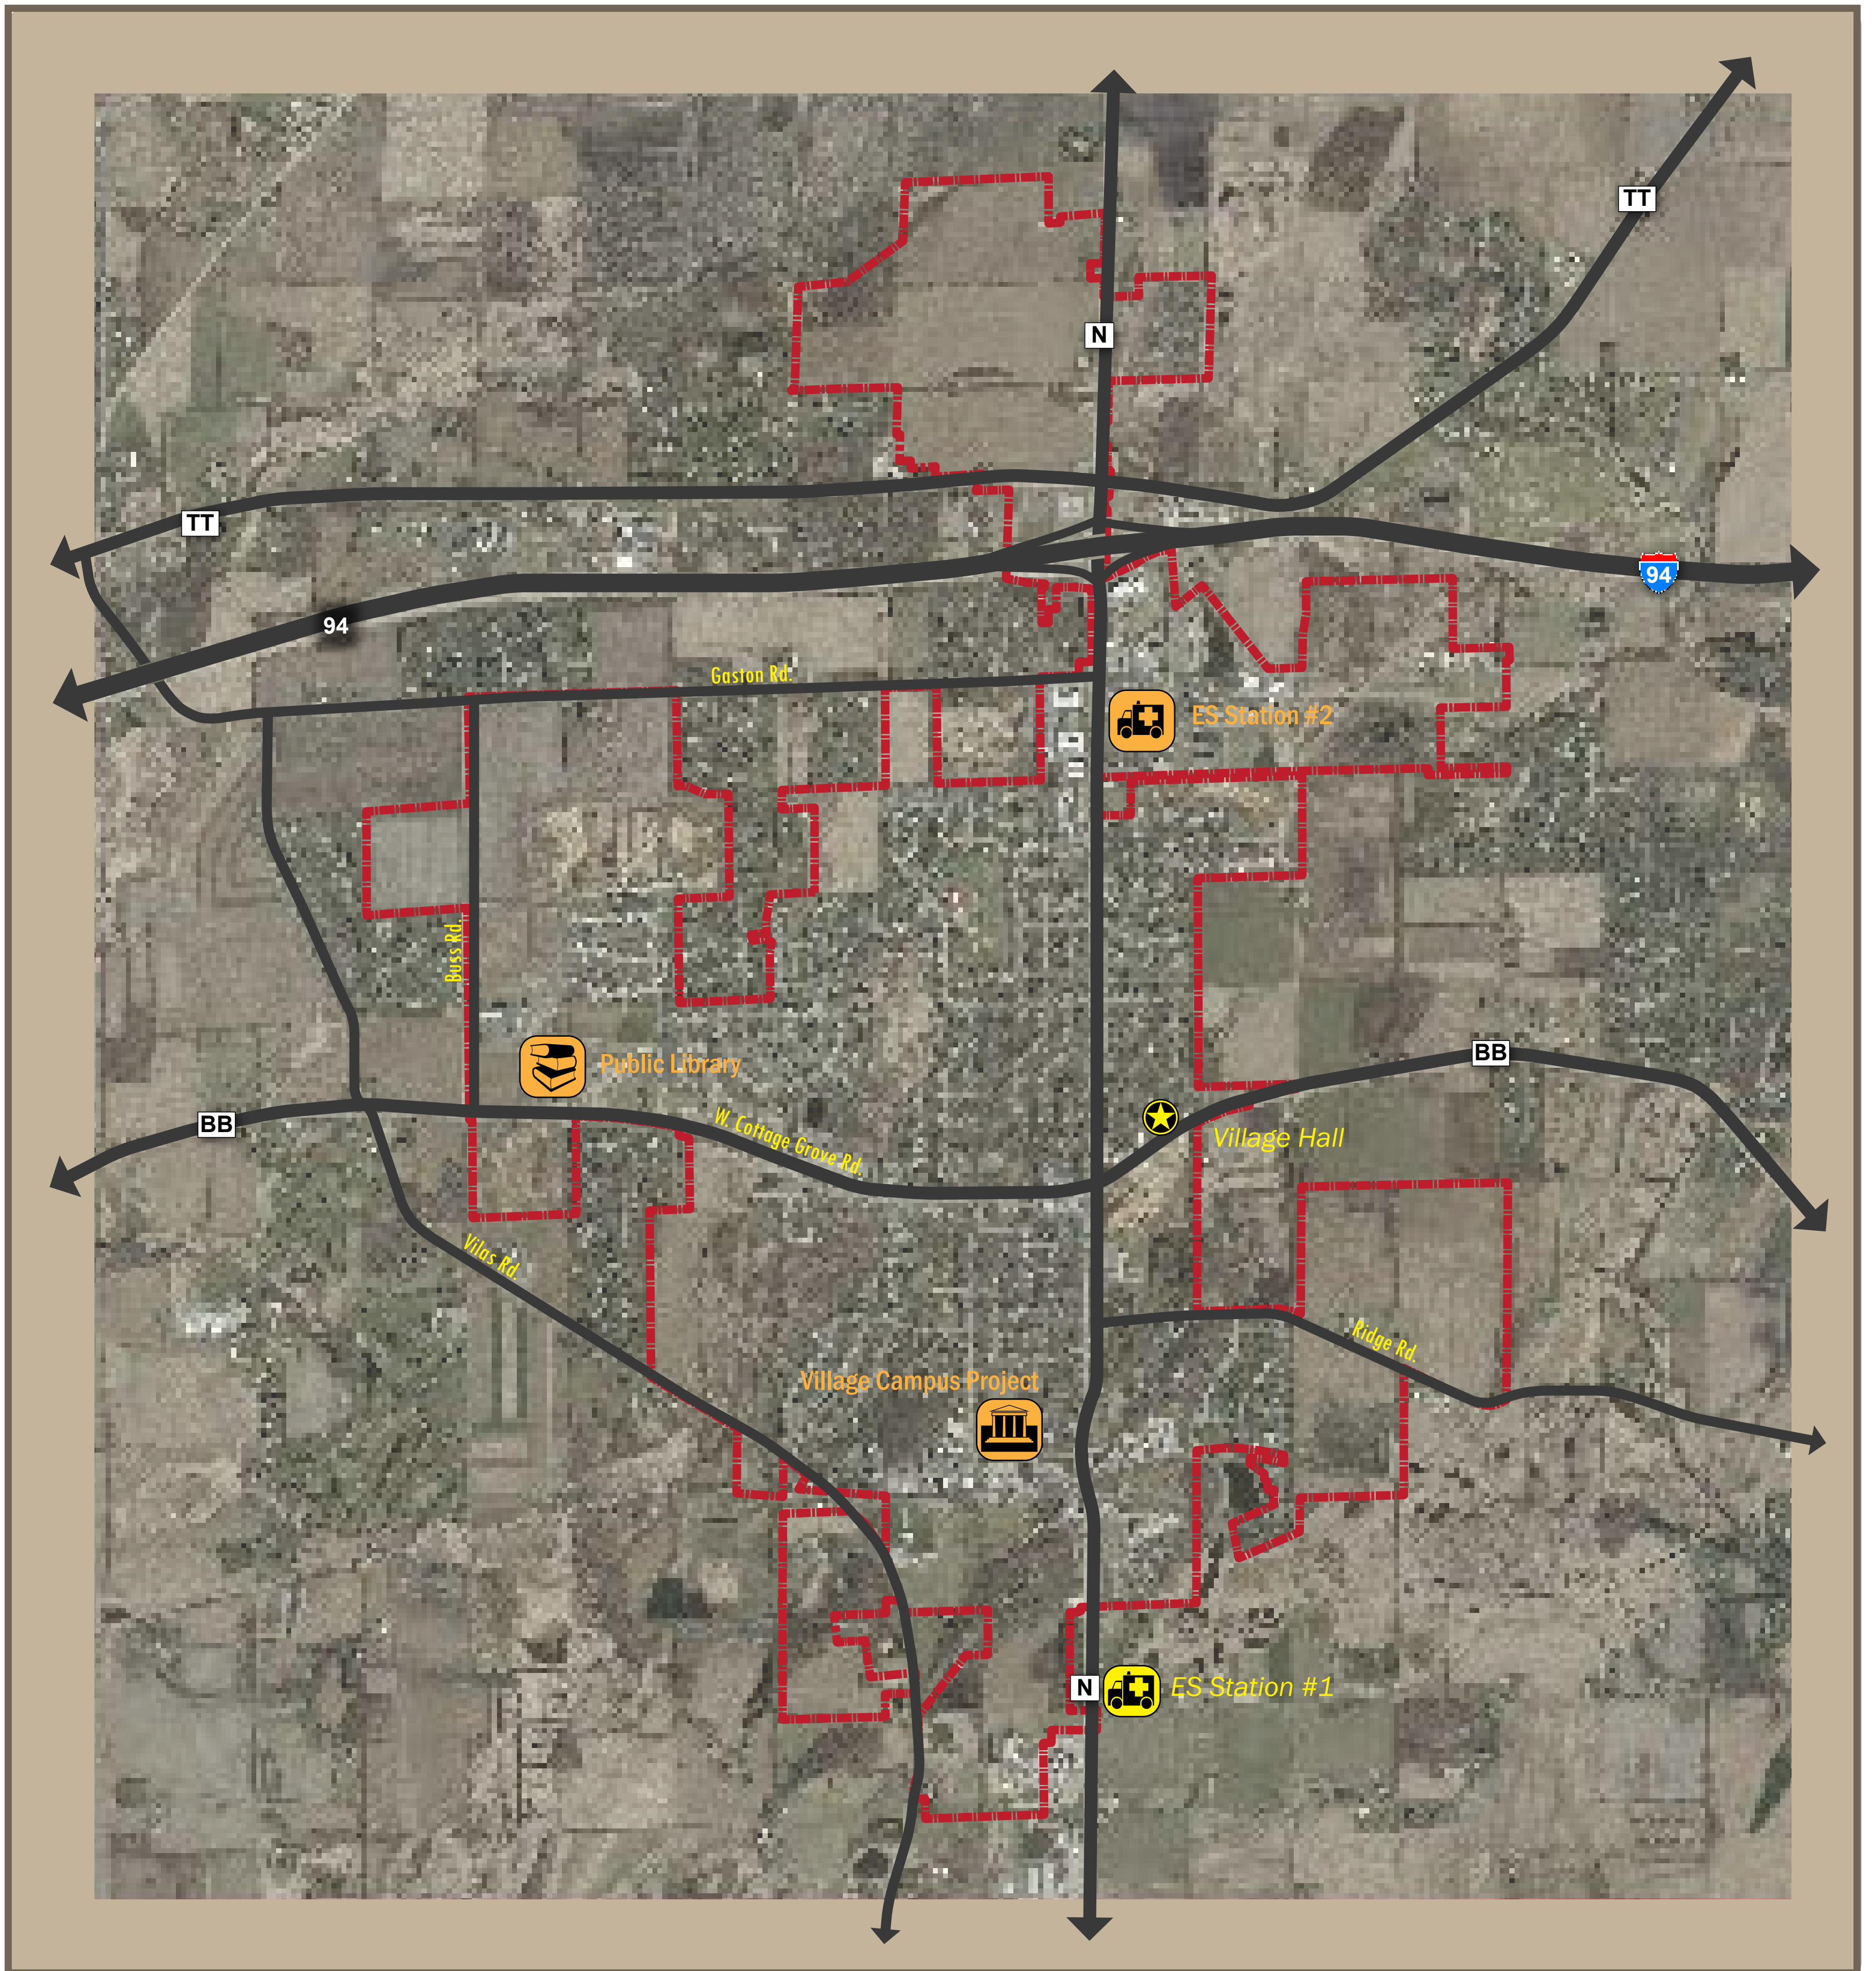 TT
N
TT
94
94
Gaston Rd.
ES Station #2
Buss Rd.
BB
Public Library
BB
W. Cottage Grove Rd.
Village Hall
Vilas Rd.
Ridge Rd.
Village Campus Project
N
ES Station #1